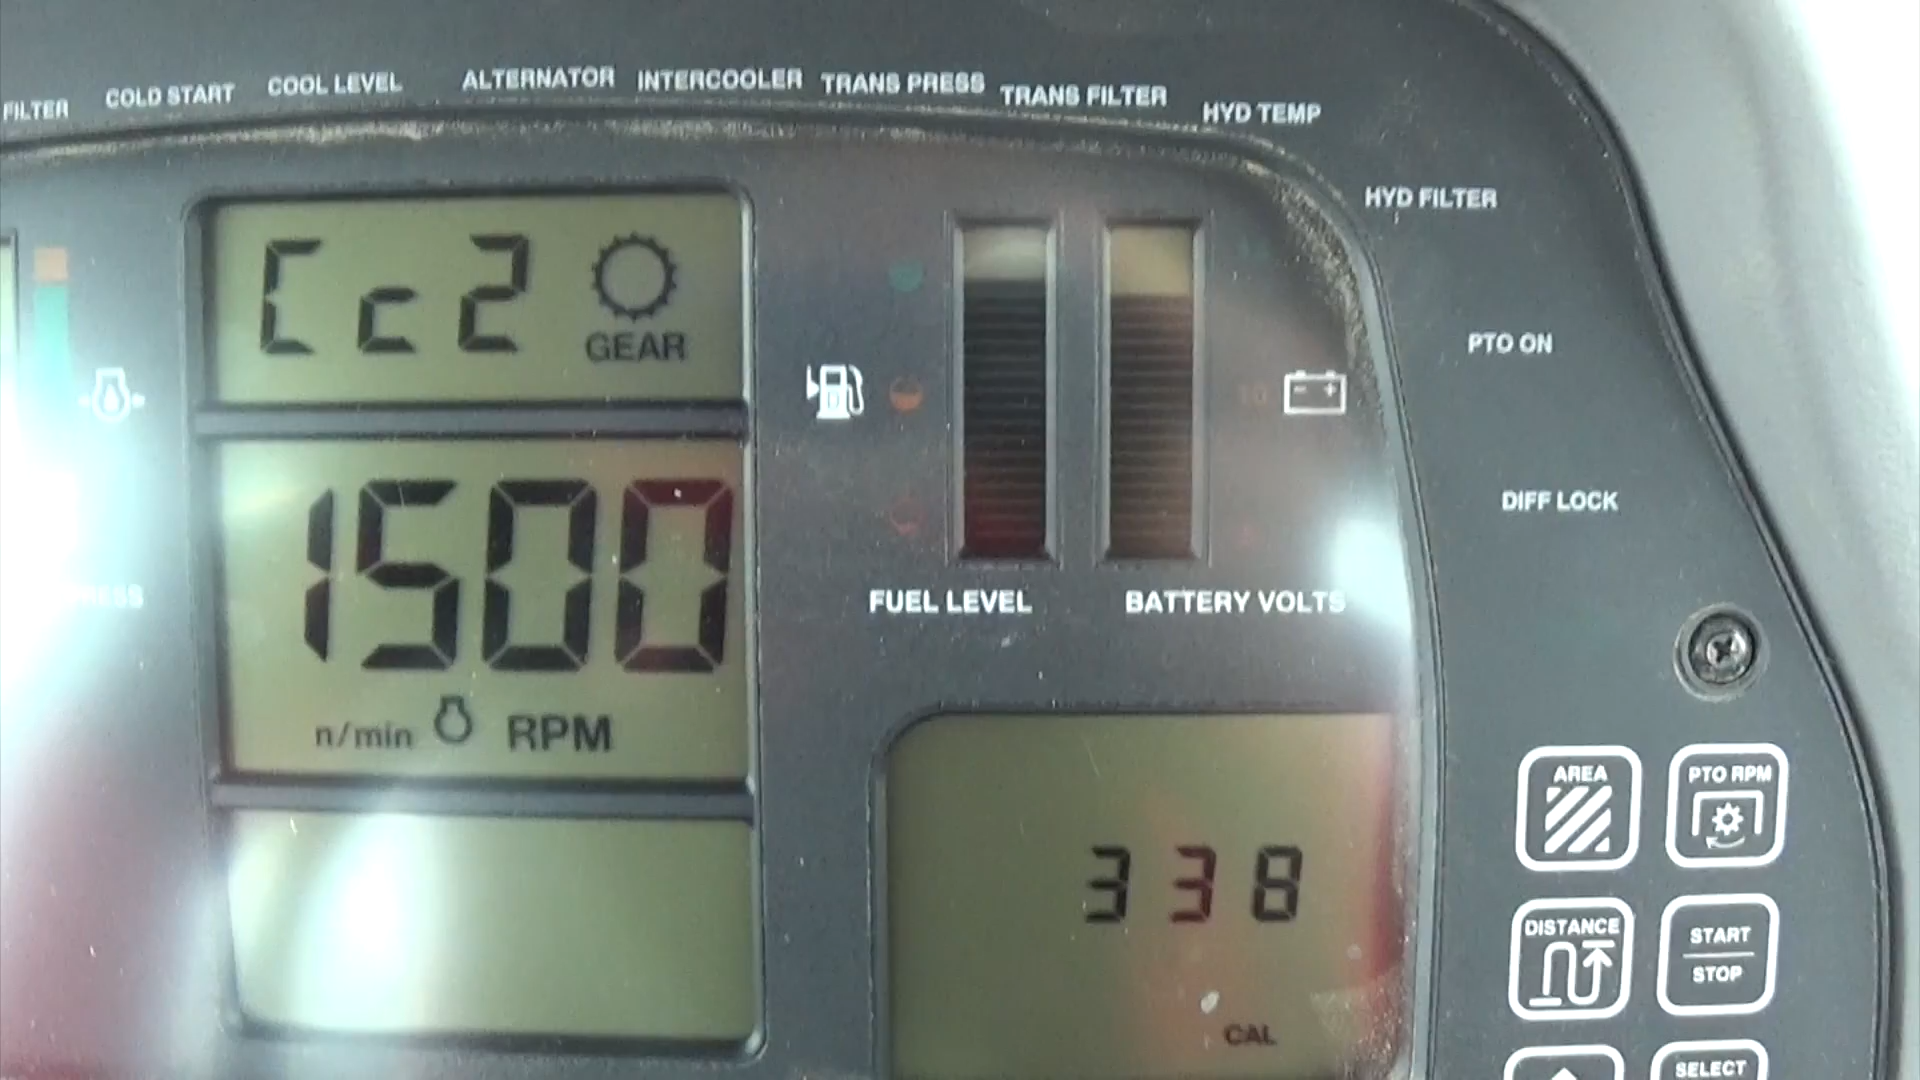 FILTER
COLD START
COOL LEVEL
ALTERNATOR
INTERCOOLER
TRANS PRESS
TRANS FILTER
HYD TEMP
HYD FILTER
PTO ON
DIFF LOCK
Cc2
GEAR
1500
n/min RPM
FUEL LEVEL
BATTERY VOLTS
10
338
CAL
AREA
PTO RPM
DISTANCE
START
STOP
SELECT